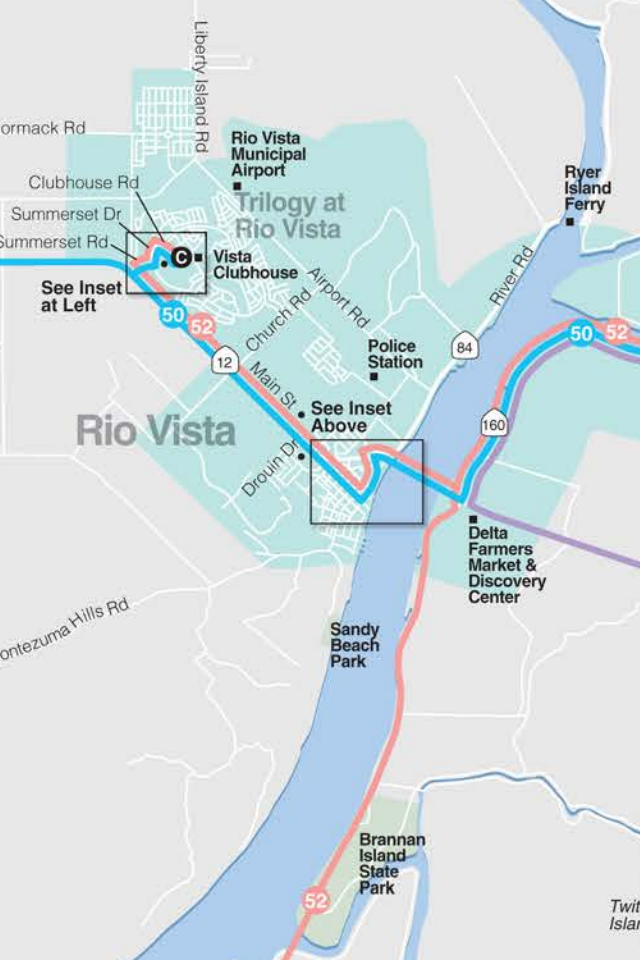 Liberty Island Rd
ormack Rd
Rio Vista
Municipal
Airport
Clubhouse Rd
Ryer
Island
Ferry
Trilogy at
Rio Vista
Summerset Dr
Summerset Rd
C
Vista
Clubhouse
River Rd
See Inset
at Left
Airport Rd
50
52
Church Rd
50
52
84
Police
Station
12
Main St
See Inset
Above
160
Rio Vista
Drouin Dr
Delta
Farmers
Market &
Discovery
Center
ontezuma Hills Rd
Sandy
Beach
Park
Brannan
Island
State
Park
52
Twit
Islan